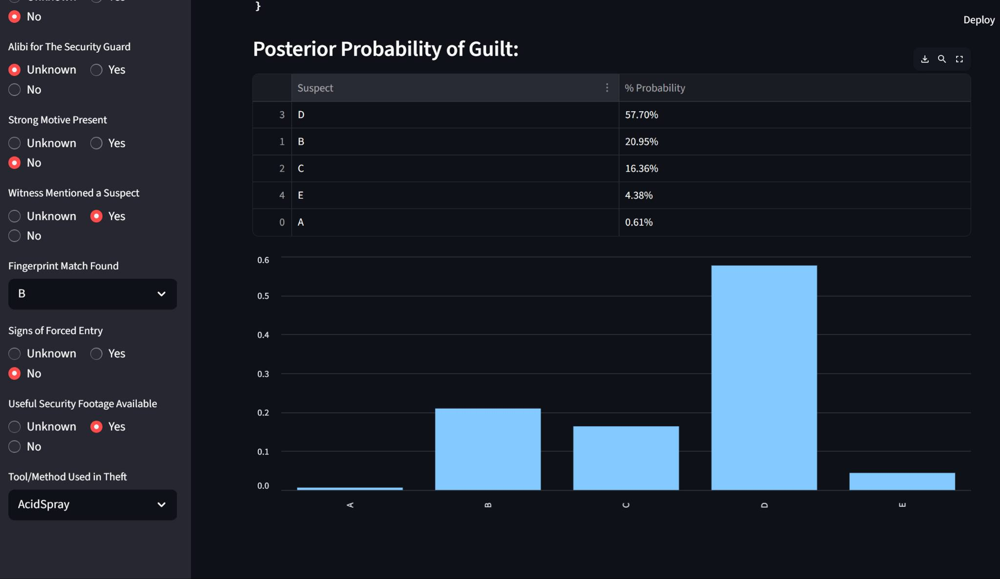 No
Alibi for The Security Guard
Unknown Yes
No
Strong Motive Present
Unknown Yes
No
Witness Mentioned a Suspect
Unknown Yes
No
Fingerprint Match Found
B
Signs of Forced Entry
Unknown Yes
No
Useful Security Footage Available
Unknown Yes
No
Tool/Method Used in Theft
AcidSpray
}
Deploy
Posterior Probability of Guilt:
Suspect % Probability
3 D 57.70%
1 B 20.95%
2 C 16.36%
4 E 4.38%
0 A 0.61%
0.6
0.5
0.4
0.3
0.2
0.1
0.0
A B C D E